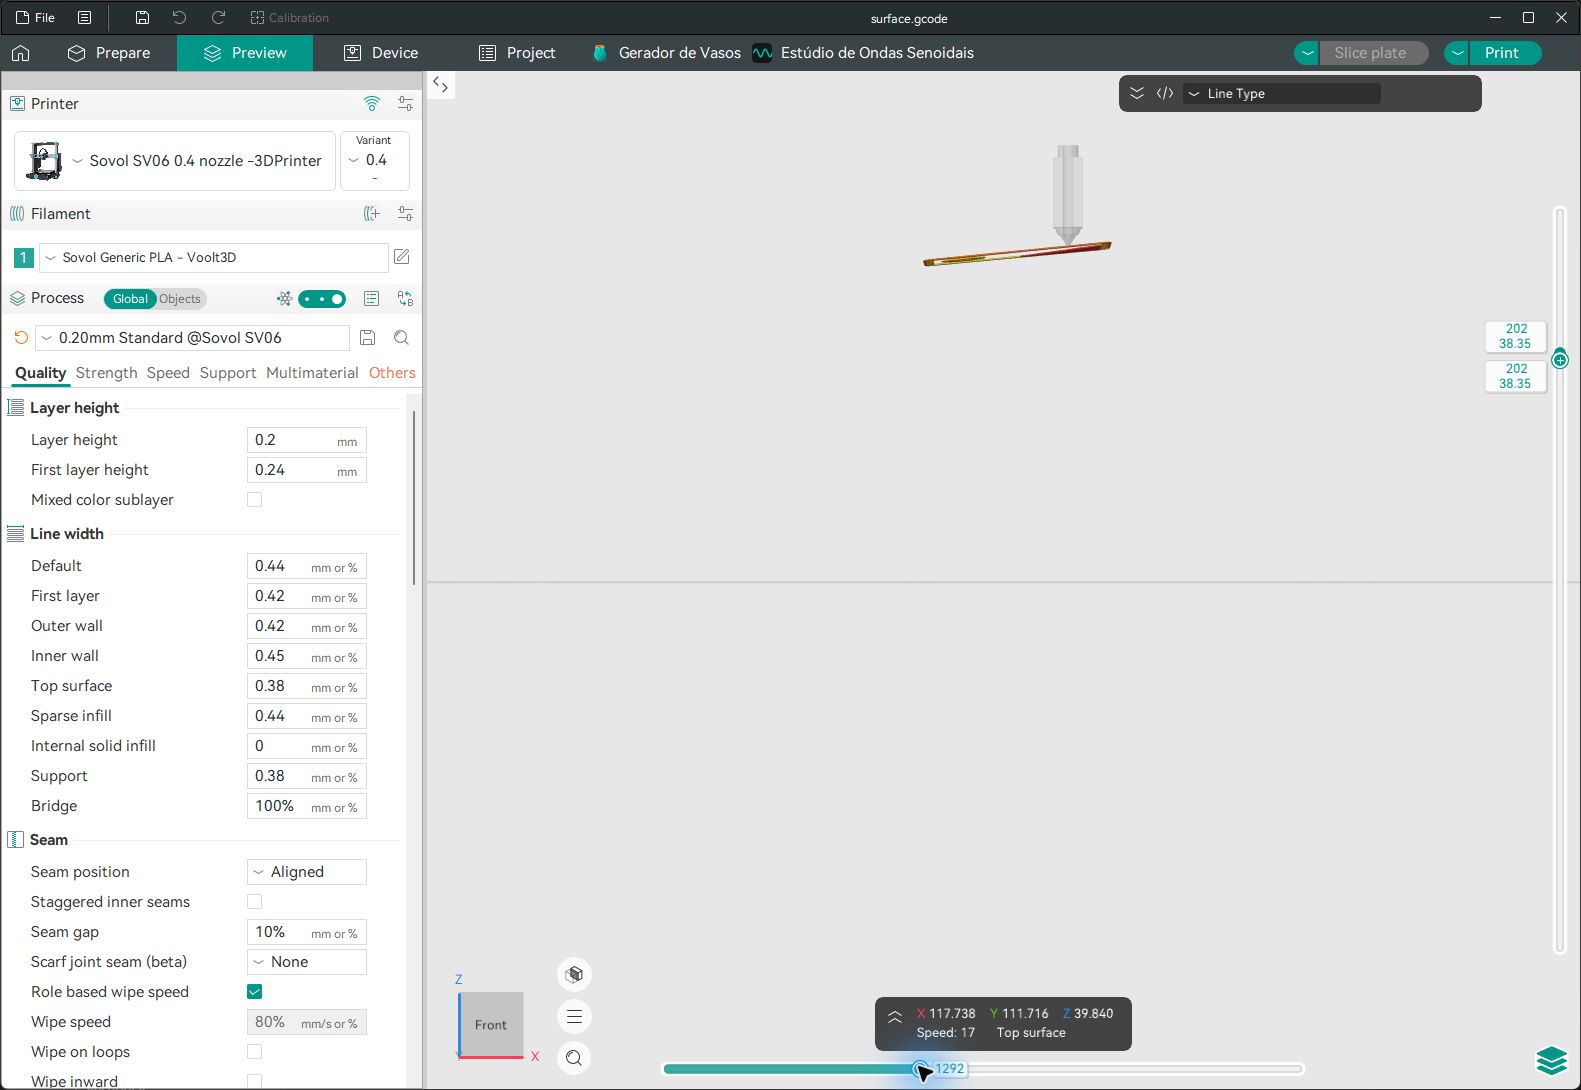 File
Calibration
surface.gcode
Prepare
Preview
Device
Project
Gerador de Vasos
Estúdio de Ondas Senoidais
Slice plate
Print
Printer
Sovol SV06 0.4 nozzle -3DPrinter
Variant
0.4
-
Filament
1
Sovol Generic PLA - Voolt3D
Process
Global
Objects
A
B
0.20mm Standard @Sovol SV06
Quality
Strength
Speed
Support
Multimaterial
Others
Layer height
Layer height 0.2 mm
First layer height 0.24 mm
Mixed color sublayer
Line width
Default 0.44 mm or %
First layer 0.42 mm or %
Outer wall 0.42 mm or %
Inner wall 0.45 mm or %
Top surface 0.38 mm or %
Sparse infill 0.44 mm or %
Internal solid infill 0 mm or %
Support 0.38 mm or %
Bridge 100% mm or %
Seam
Seam position Aligned
Staggered inner seams
Seam gap 10% mm or %
Scarf joint seam (beta) None
Role based wipe speed
Wipe speed 80% mm/s or %
Wipe on loops
Wipe inward
Line Type
202
38.35
202
38.35
Z
Front
Y
X
X 117.738 Y 111.716 Z 39.840
Speed: 17 Top surface
1292